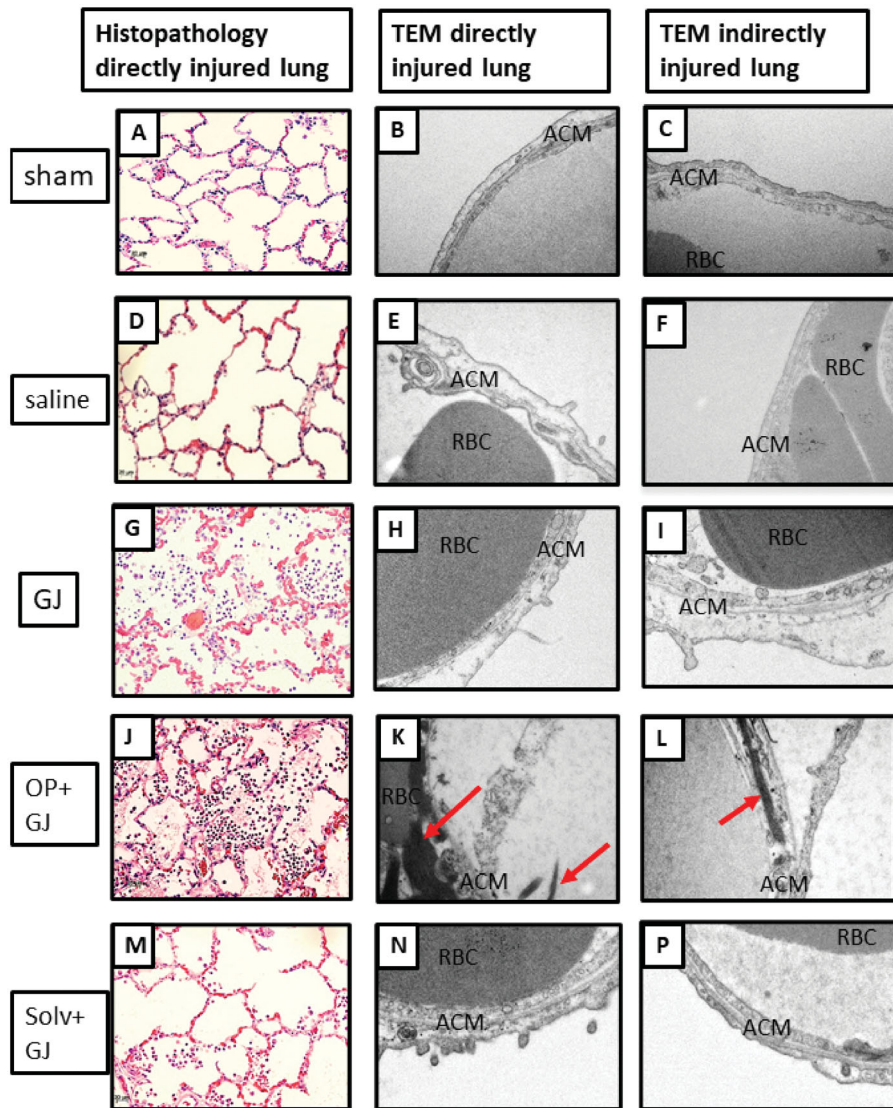 Histopathology
directly injured lung
TEM directly
injured lung
TEM indirectly
injured lung
sham
A
B
ACM
C
ACM
RBC
saline
D
E
ACM
RBC
F
RBC
ACM
GJ
G
H
RBC
ACM
I
RBC
ACM
OP+
GJ
J
K
RBC
ACM
L
ACM
Solv+
GJ
M
N
RBC
ACM
P
RBC
ACM